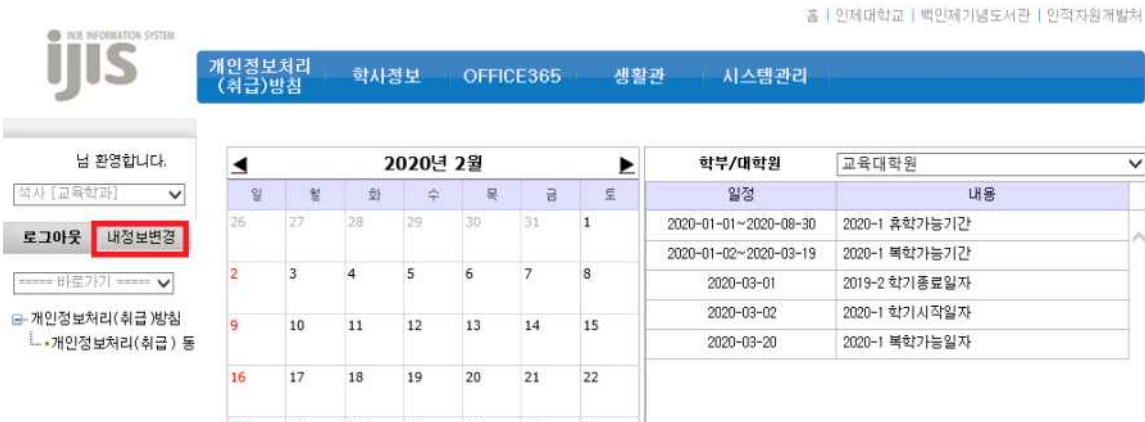 홈 | 인제대학교 | 백인제기념도서관 | 인적자원개발처
INJE INFORMATION SYSTEM
ijis
개인정보처리
(취급)방침
학사정보
OFFICE365
생활관
시스템관리
님 환영합니다.
석사 [교육학과]
로그아웃
내정보변경
===== 바로가기 =====
개인정보처리(취급)방침
개인정보처리(취급) 동
2020년 2월
일 월 화 수 목 금 토
26 27 28 29 30 31 1
2 3 4 5 6 7 8
9 10 11 12 13 14 15
16 17 18 19 20 21 22
학부/대학원 교육대학원
일정 내용
2020-01-01~2020-08-30 2020-1 휴학가능기간
2020-01-02~2020-03-19 2020-1 복학가능기간
2020-03-01 2019-2 학기종료일자
2020-03-02 2020-1 학기시작일자
2020-03-20 2020-1 복학가능일자